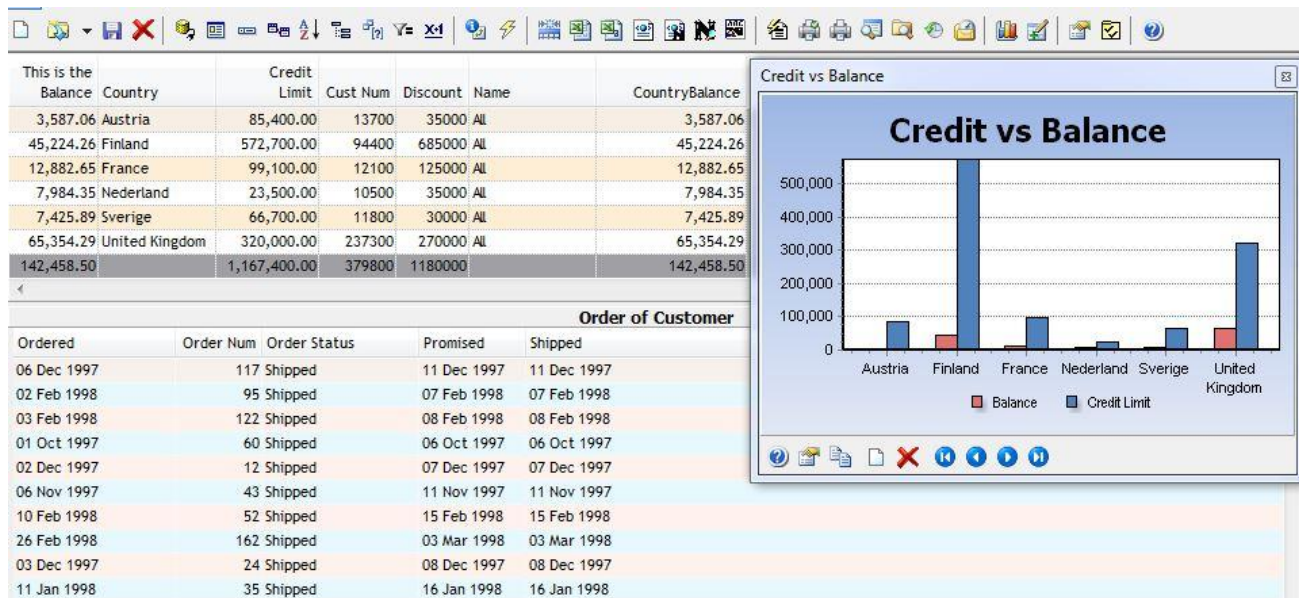 This is the Balance Country Credit Limit Cust Num Discount Name CountryBalance
3,587.06 Austria 85,400.00 13700 35000 All 3,587.06
45,224.26 Finland 572,700.00 94400 685000 All 45,224.26
12,882.65 France 99,100.00 12100 125000 All 12,882.65
7,984.35 Nederland 23,500.00 10500 35000 All 7,984.35
7,425.89 Sverige 66,700.00 11800 30000 All 7,425.89
65,354.29 United Kingdom 320,000.00 237300 270000 All 65,354.29
142,458.50 1,167,400.00 379800 1180000 142,458.50
Credit vs Balance
Credit vs Balance
500,000
400,000
300,000
200,000
100,000
0
Austria Finland France Nederland Sverige United Kingdom
Balance Credit Limit
Order of Customer
Ordered Order Num Order Status Promised Shipped
06 Dec 1997 117 Shipped 11 Dec 1997 11 Dec 1997
02 Feb 1998 95 Shipped 07 Feb 1998 07 Feb 1998
03 Feb 1998 122 Shipped 08 Feb 1998 08 Feb 1998
01 Oct 1997 60 Shipped 06 Oct 1997 06 Oct 1997
02 Dec 1997 12 Shipped 07 Dec 1997 07 Dec 1997
06 Nov 1997 43 Shipped 11 Nov 1997 11 Nov 1997
10 Feb 1998 52 Shipped 15 Feb 1998 15 Feb 1998
26 Feb 1998 162 Shipped 03 Mar 1998 03 Mar 1998
03 Dec 1997 24 Shipped 08 Dec 1997 08 Dec 1997
11 Jan 1998 35 Shipped 16 Jan 1998 16 Jan 1998